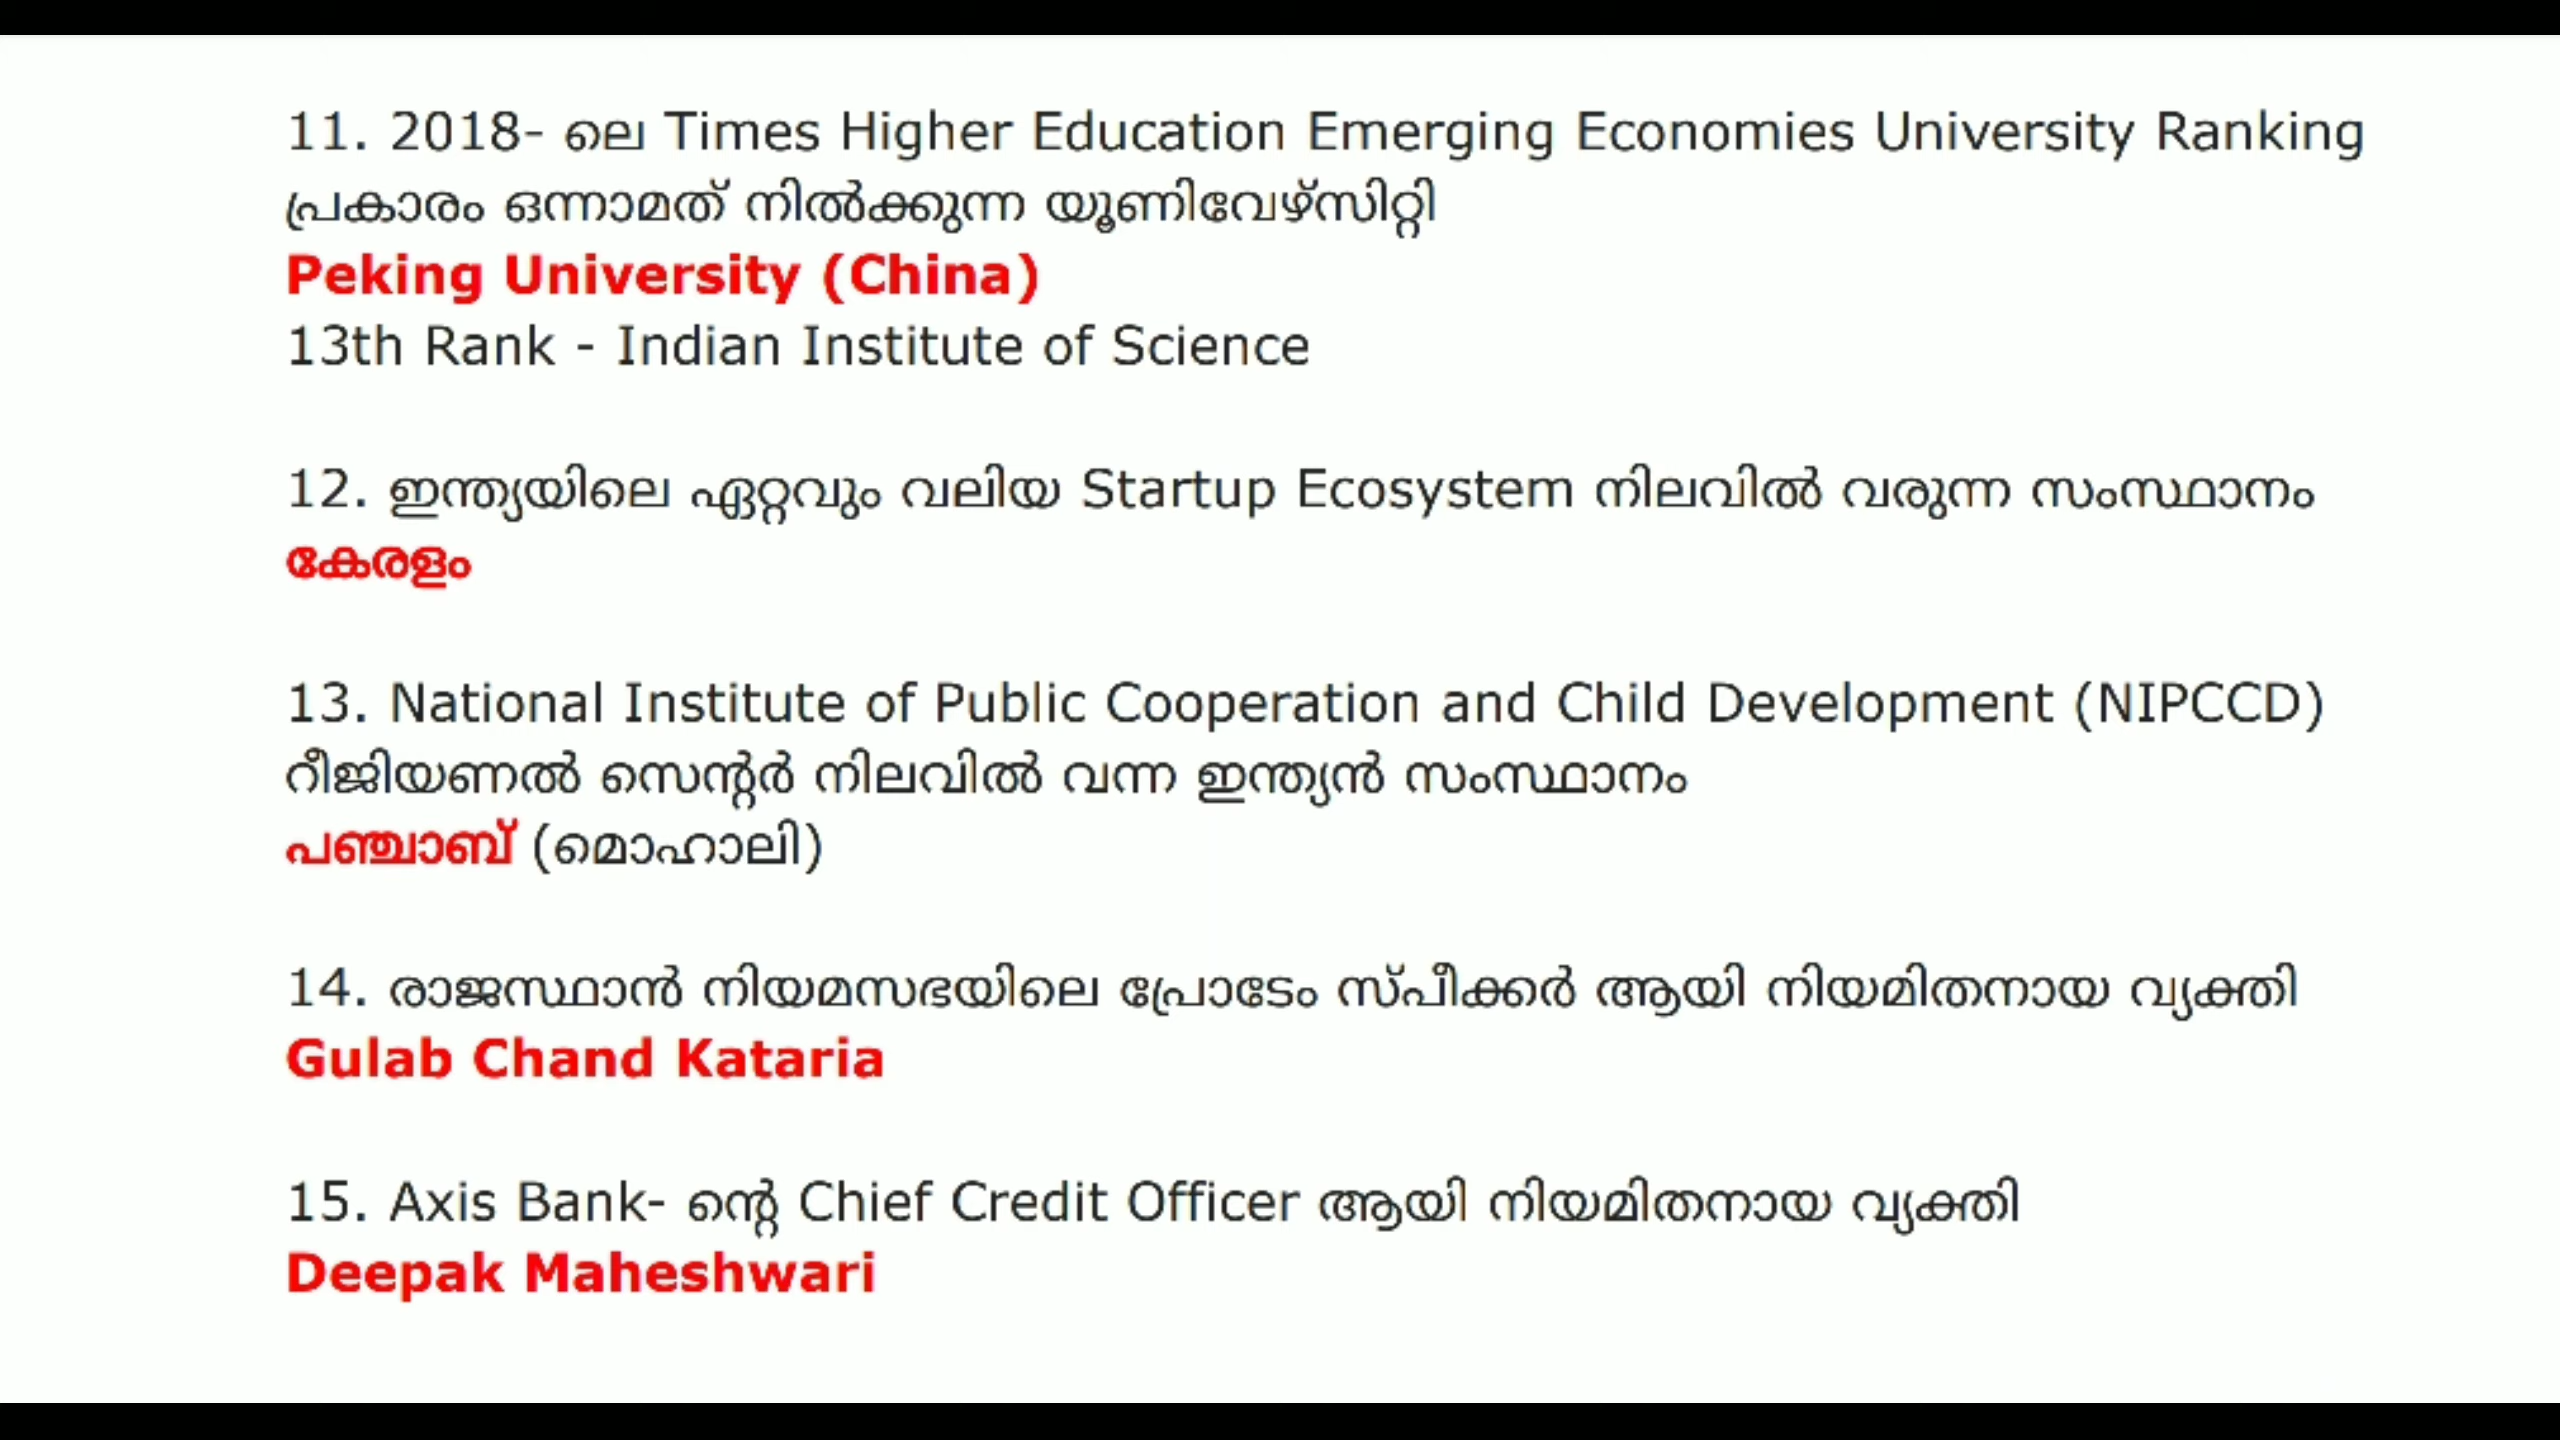 11. 2018- ലെ Times Higher Education Emerging Economies University Ranking
പ്രകാരം ഒന്നാമത് നിൽക്കുന്ന യൂണിവേഴ്സിറ്റി
Peking University (China)
13th Rank - Indian Institute of Science
12. ഇന്ത്യയിലെ ഏറ്റവും വലിയ Startup Ecosystem നിലവിൽ വരുന്ന സംസ്ഥാനം
കേരളം
13. National Institute of Public Cooperation and Child Development (NIPCCD)
റീജിയണൽ സെന്റർ നിലവിൽ വന്ന ഇന്ത്യൻ സംസ്ഥാനം
പഞ്ചാബ് (മൊഹാലി)
14. രാജസ്ഥാൻ നിയമസഭയിലെ പ്രോടേം സ്പീക്കർ ആയി നിയമിതനായ വ്യക്തി
Gulab Chand Kataria
15. Axis Bank- ന്റെ Chief Credit Officer ആയി നിയമിതനായ വ്യക്തി
Deepak Maheshwari